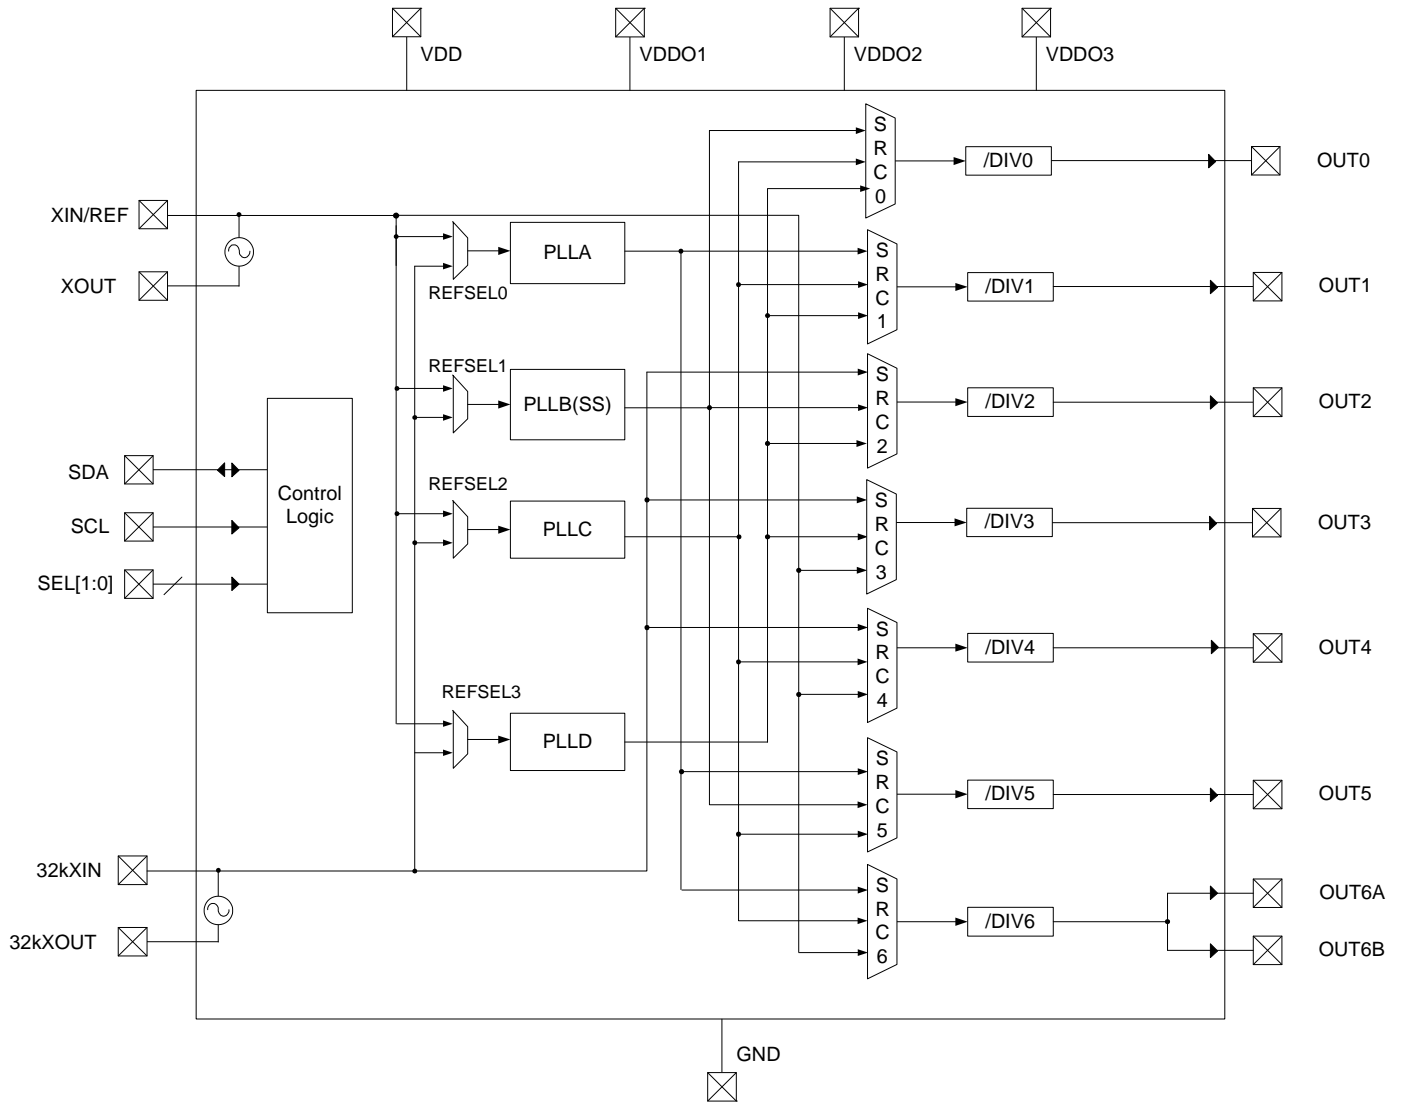 VDD
VDDO1
VDDO2
VDDO3
S
R
C
0
/DIV0
OUT0
XIN/REF
XOUT
REFSEL0
PLLA
S
R
C
1
/DIV1
OUT1
REFSEL1
PLLB(SS)
S
R
C
2
/DIV2
OUT2
SDA
SCL
SEL[1:0]
Control
Logic
REFSEL2
PLLC
S
R
C
3
/DIV3
OUT3
S
R
C
4
/DIV4
OUT4
REFSEL3
PLLD
S
R
C
5
/DIV5
OUT5
32kXIN
32kXOUT
S
R
C
6
/DIV6
OUT6A
OUT6B
GND